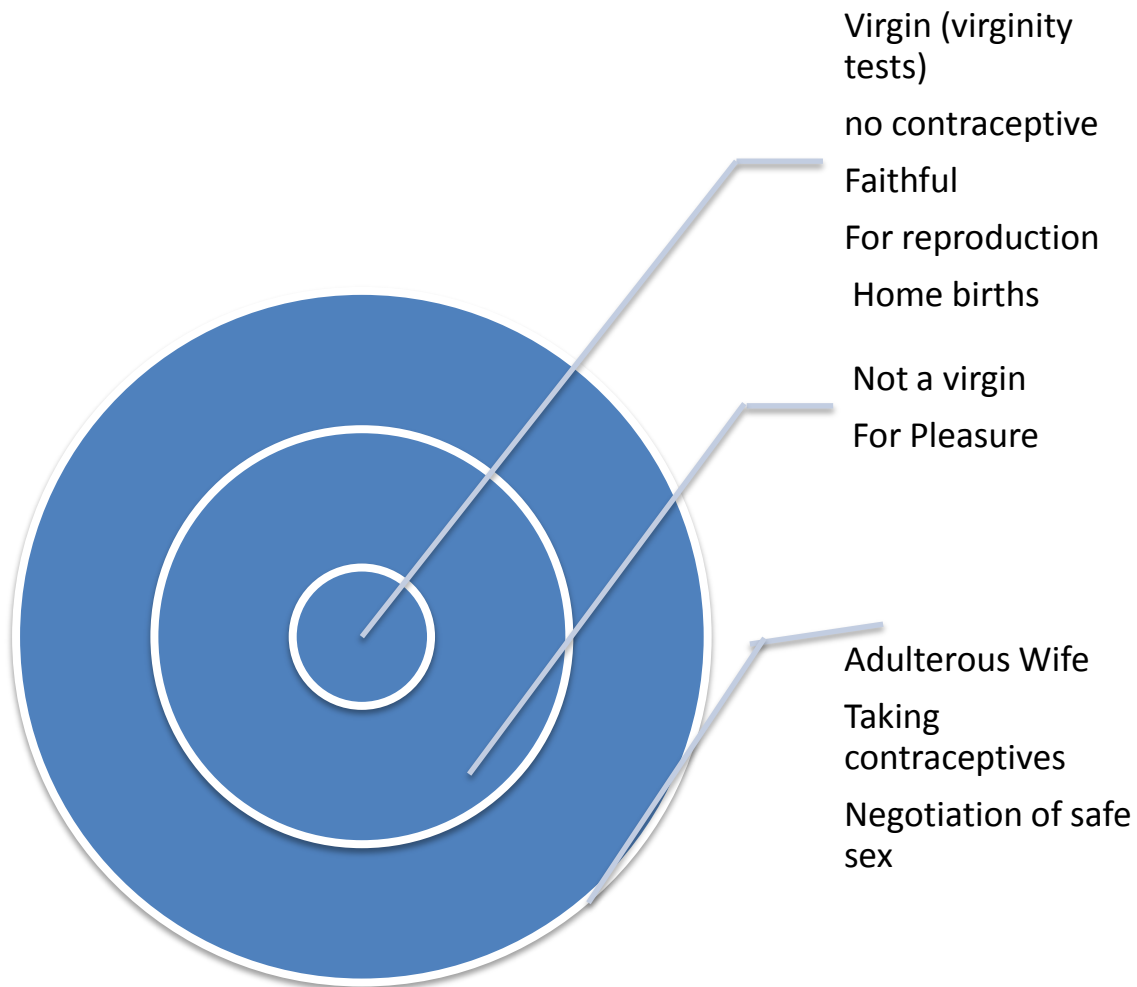 Virgin (virginity
tests)
no contraceptive
Faithful
For reproduction
Home births
Not a virgin
For Pleasure
Adulterous Wife
Taking
contraceptives
Negotiation of safe
sex